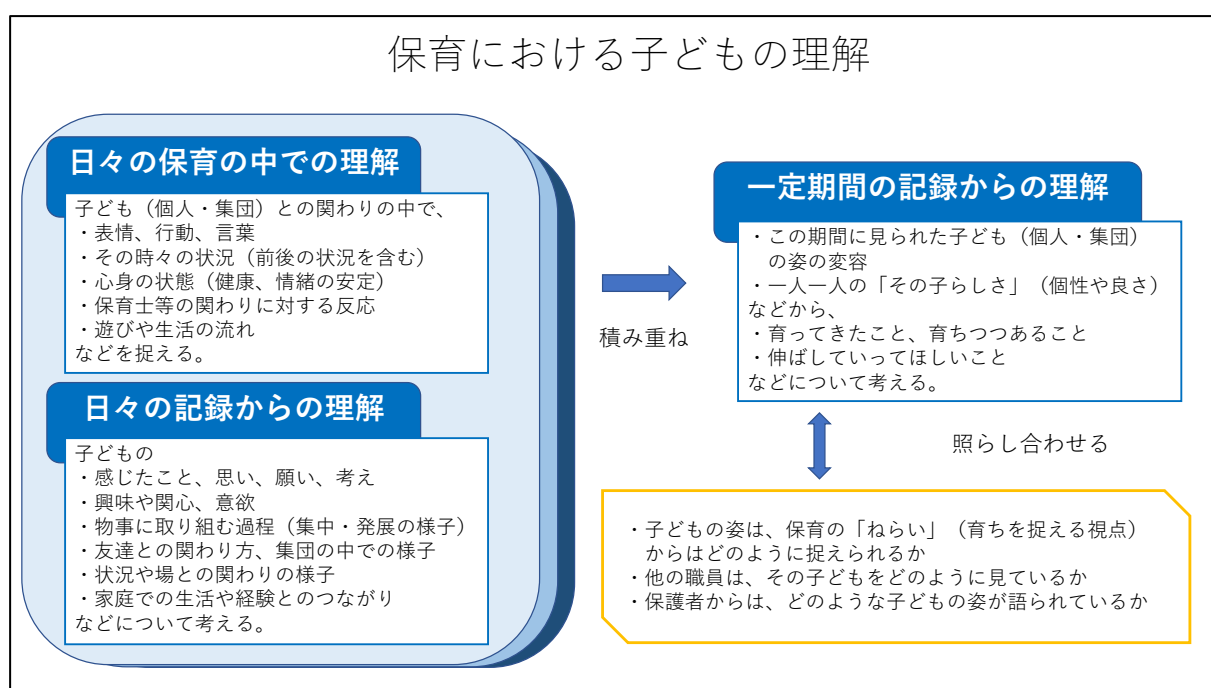 保育における子どもの理解
日々の保育の中での理解
子ども（個人・集団）との関わりの中で、
・表情、行動、言葉
・その時々の状況（前後の状況を含む）
・心身の状態（健康、情緒の安定）
・保育士等の関わりに対する反応
・遊びや生活の流れ
などを捉える。
日々の記録からの理解
子どもの
・感じたこと、思い、願い、考え
・興味や関心、意欲
・物事に取り組む過程（集中・発展の様子）
・友達との関わり方、集団の中での様子
・状況や場との関わりの様子
・家庭での生活や経験とのつながり
などについて考える。
積み重ね
一定期間の記録からの理解
・この期間に見られた子ども（個人・集団）
の姿の変容
・一人一人の「その子らしさ」（個性や良さ）
などから、
・育ってきたこと、育ちつつあること
・伸ばしていってほしいこと
などについて考える。
照らし合わせる
・子どもの姿は、保育の「ねらい」（育ちを捉える視点）
からはどのように捉えられるか
・他の職員は、その子どもをどのように見ているか
・保護者からは、どのような子どもの姿が語られているか